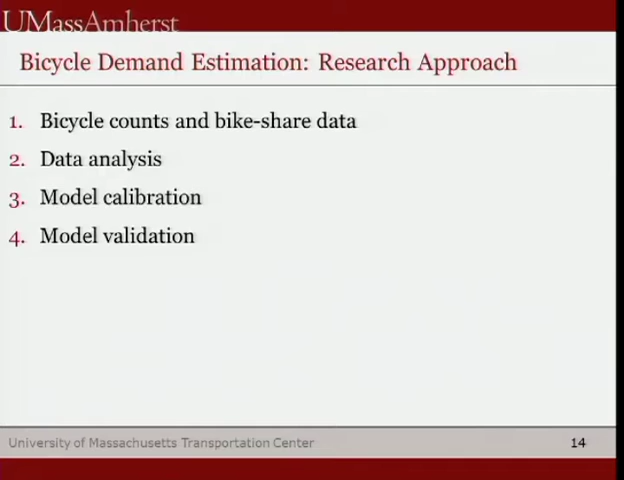 UMassAmherst
Bicycle Demand Estimation: Research Approach
1. Bicycle counts and bike-share data
2. Data analysis
3. Model calibration
4. Model validation
University of Massachusetts Transportation Center
14